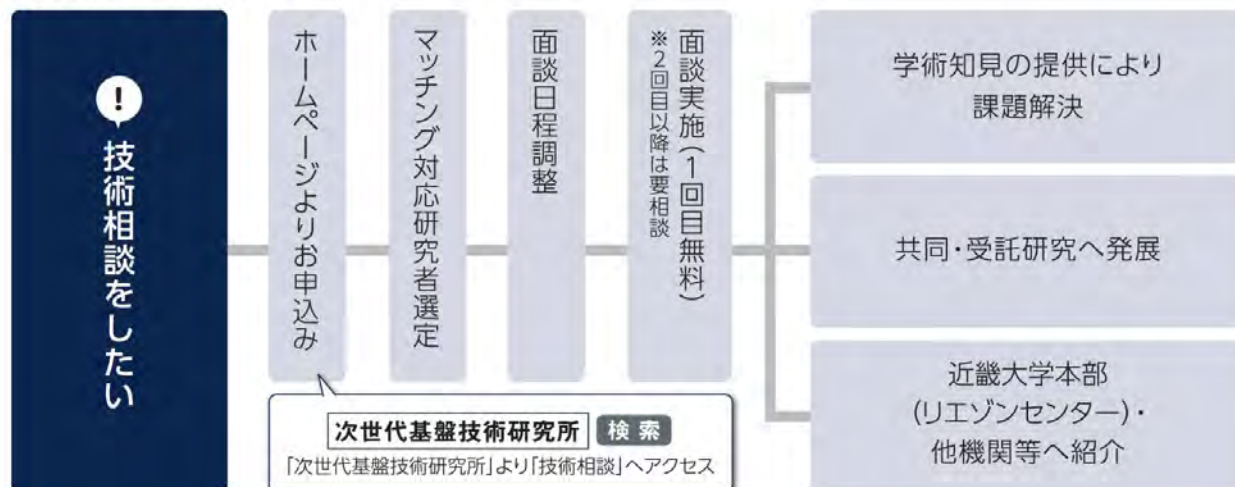 !
技術相談をしたい
ホームページよりお申込み
マッチング対応研究者選定
面談日程調整
面談実施(1回目無料)
※2回目以降は要相談
学術知見の提供により
課題解決
共同・受託研究へ発展
近畿大学本部
(リエゾンセンター)・
他機関等へ紹介
次世代基盤技術研究所 検索
「次世代基盤技術研究所」より「技術相談」へアクセス